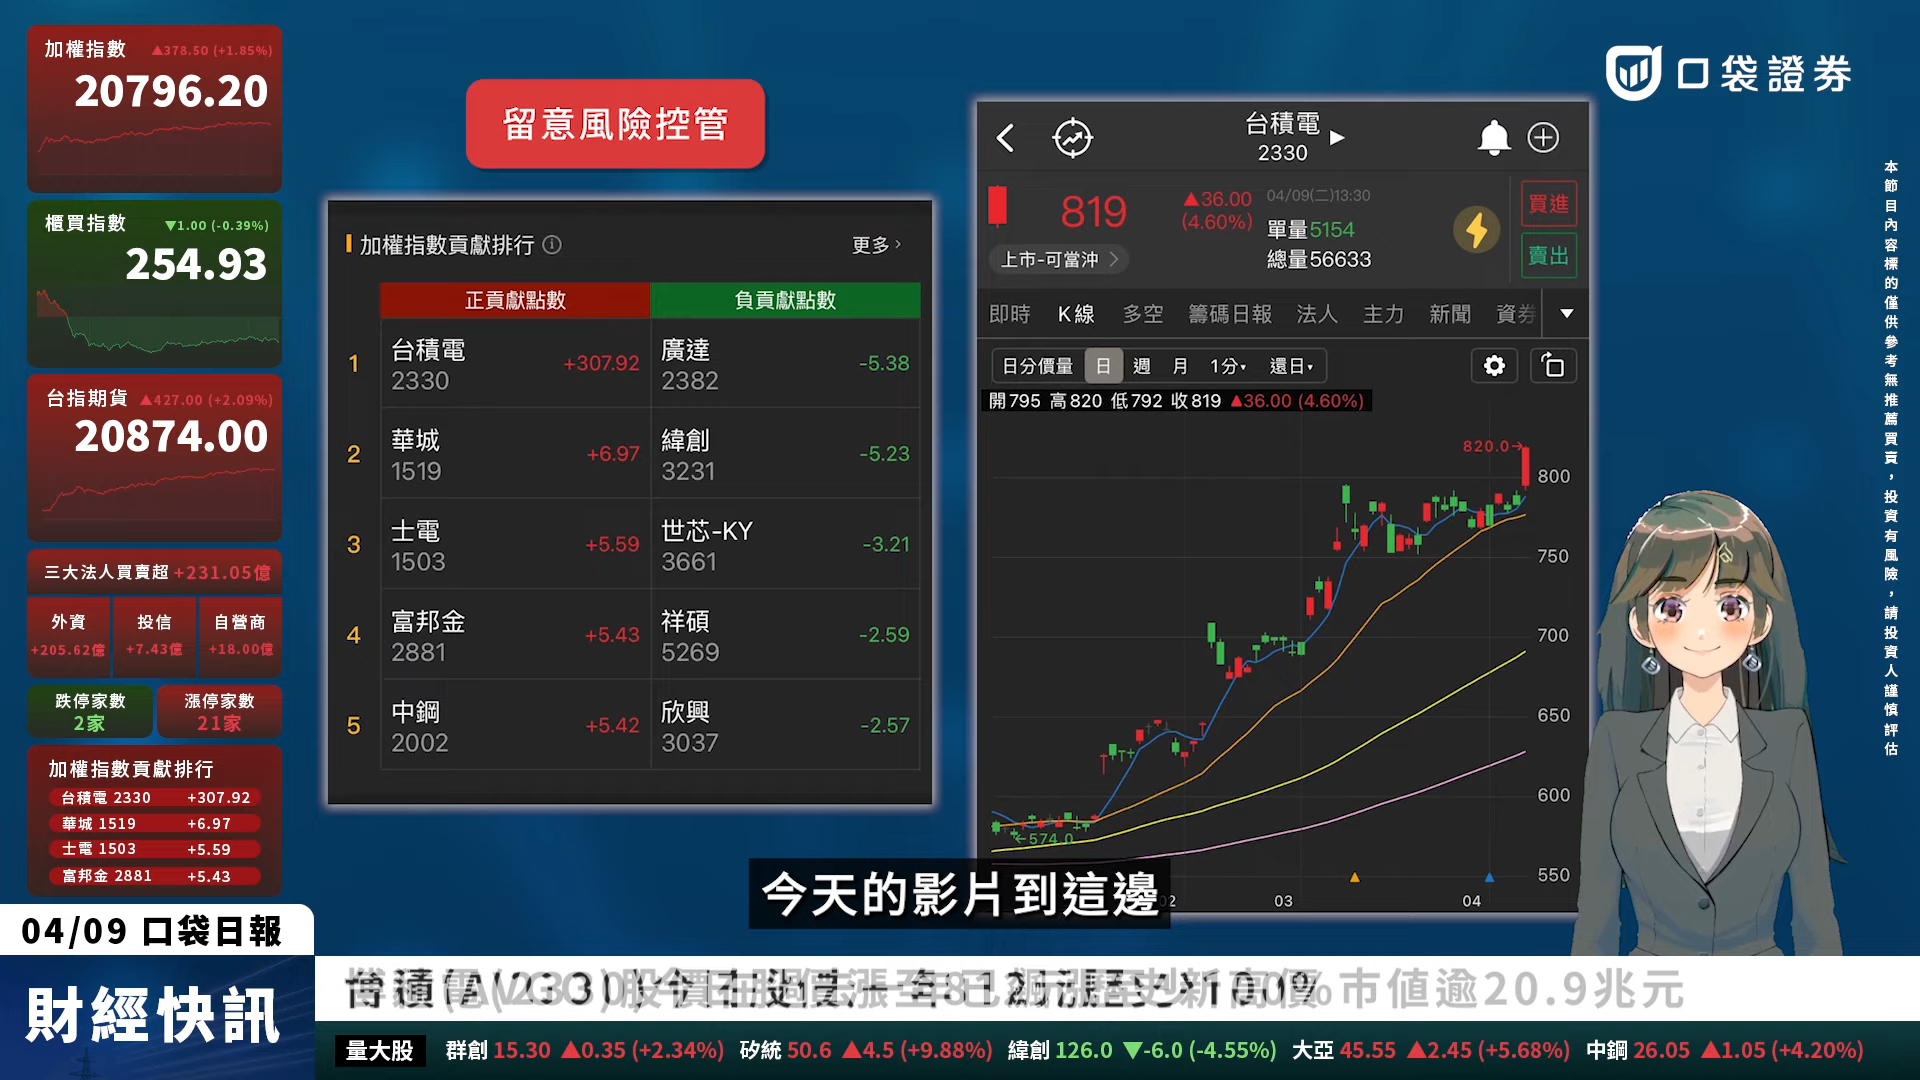 加權指數 ▲378.50 (+1.85%)
20796.20
櫃買指數 ▼1.00 (-0.39%)
254.93
台指期貨 ▲427.00 (+2.09%)
20874.00
三大法人買賣超 +231.05億
外資 投信 自營商
+205.62億 +7.43億 +18.00億
跌停家數 漲停家數
2家 21家
加權指數貢獻排行
台積電 2330 +307.92
華城 1519 +6.97
士電 1503 +5.59
富邦金 2881 +5.43
04/09 口袋日報
財經快訊
留意風險控管
加權指數貢獻排行 更多
正貢獻點數 負貢獻點數
1 台積電 +307.92 廣達 -5.38
2330 2382
2 華城 +6.97 緯創 -5.23
1519 3231
3 士電 +5.59 世芯-KY -3.21
1503 3661
4 富邦金 +5.43 祥碩 -2.59
2881 5269
5 中鋼 +5.42 欣興 -2.57
2002 3037
台積電
2330
819 ▲36.00 04/09(二)13:30
(4.60%) 單量5154
總量56633
上市-可當沖
買進
賣出
即時 K線 多空 籌碼日報 法人 主力 新聞 資券
日分價量 日 週 月 1分 還日
開795 高820 低792 收819 ▲36.00 (4.60%)
820.0→
800
750
700
650
600
←574.0
550
03 04
口袋證券
本節目內容標的僅供參考無推薦買賣，投資有風險，請投資人謹慎評估
今天的影片到這邊
市值逾20.9兆元
量大股 群創 15.30 ▲0.35 (+2.34%) 矽統 50.6 ▲4.5 (+9.88%) 緯創 126.0 ▼-6.0 (-4.55%) 大亞 45.55 ▲2.45 (+5.68%) 中鋼 26.05 ▲1.05 (+4.20%)